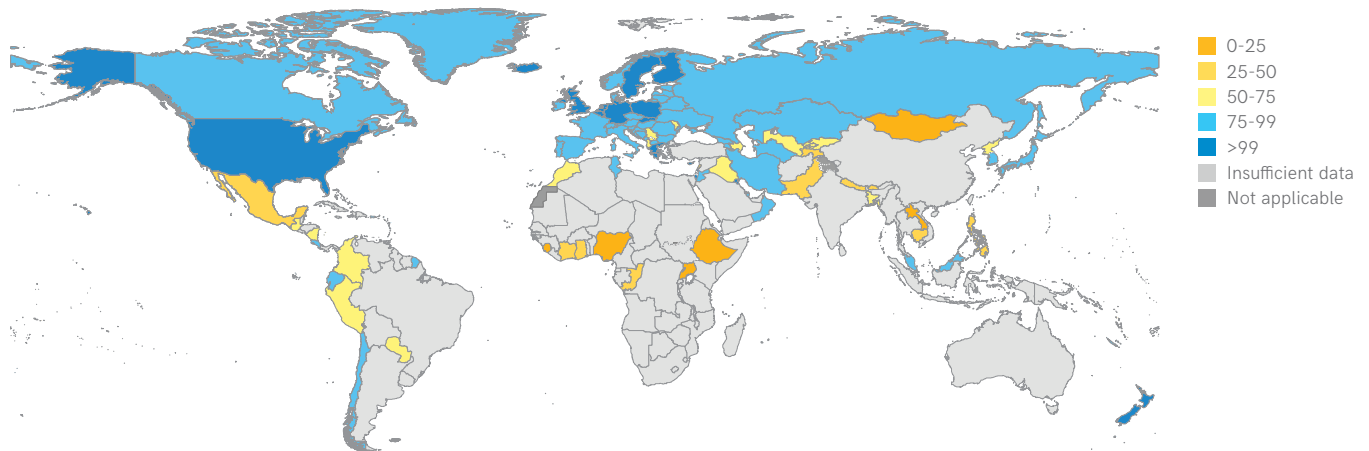 0-25
25-50
50-75
75-99
>99
Insufficient data
Not applicable